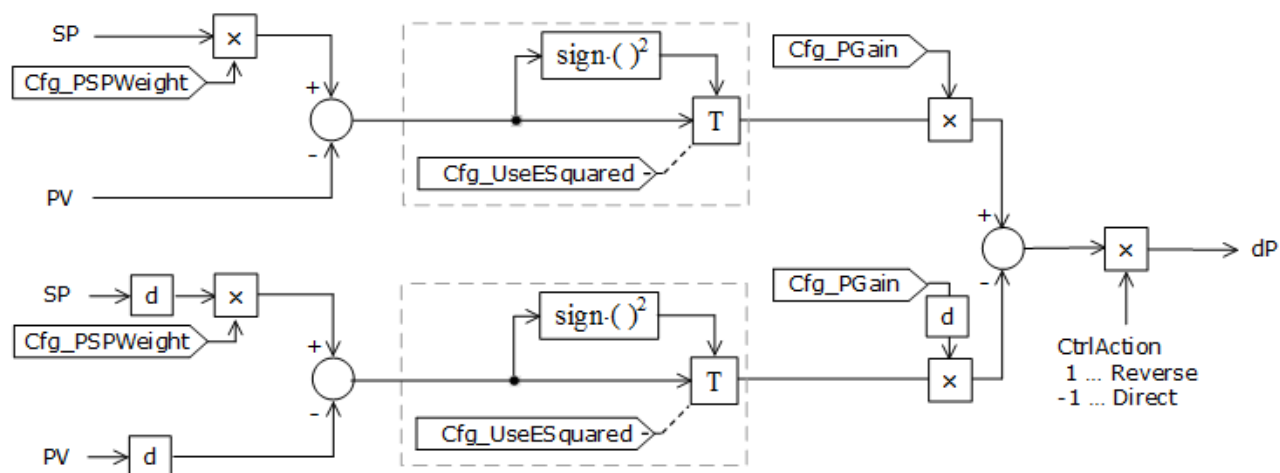 SP
×
Cfg_PSPWeight
+
-
PV
sign·( )²
T
Cfg_UseESquared
Cfg_PGain
×
+
-
×
dP
CtrlAction
1 ... Reverse
-1 ... Direct
SP
d
×
Cfg_PSPWeight
+
-
PV
d
sign·( )²
T
Cfg_UseESquared
Cfg_PGain
d
×